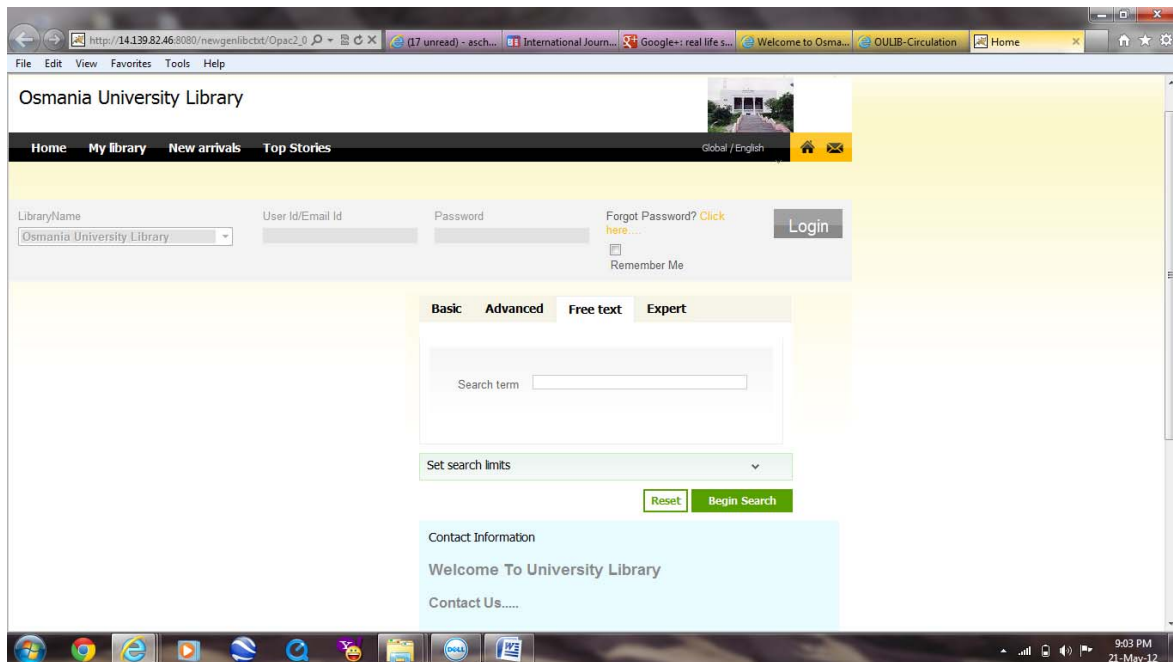 http://14.139.82.46:8080/newgenlibctxt/Opac2_0
(17 unread) - asch...
International Journ...
Google+: real life s...
Welcome to Osma...
OULIB-Circulation
Home
File Edit View Favorites Tools Help
Osmania University Library
Home My library New arrivals Top Stories Global / English
LibraryName User Id/Email Id Password Forgot Password? Click
here....
Osmania University Library
Login
Remember Me
Basic Advanced Free text Expert
Search term
Set search limits
Reset Begin Search
Contact Information
Welcome To University Library
Contact Us.....
DELL
W
9:03 PM
21-May-12